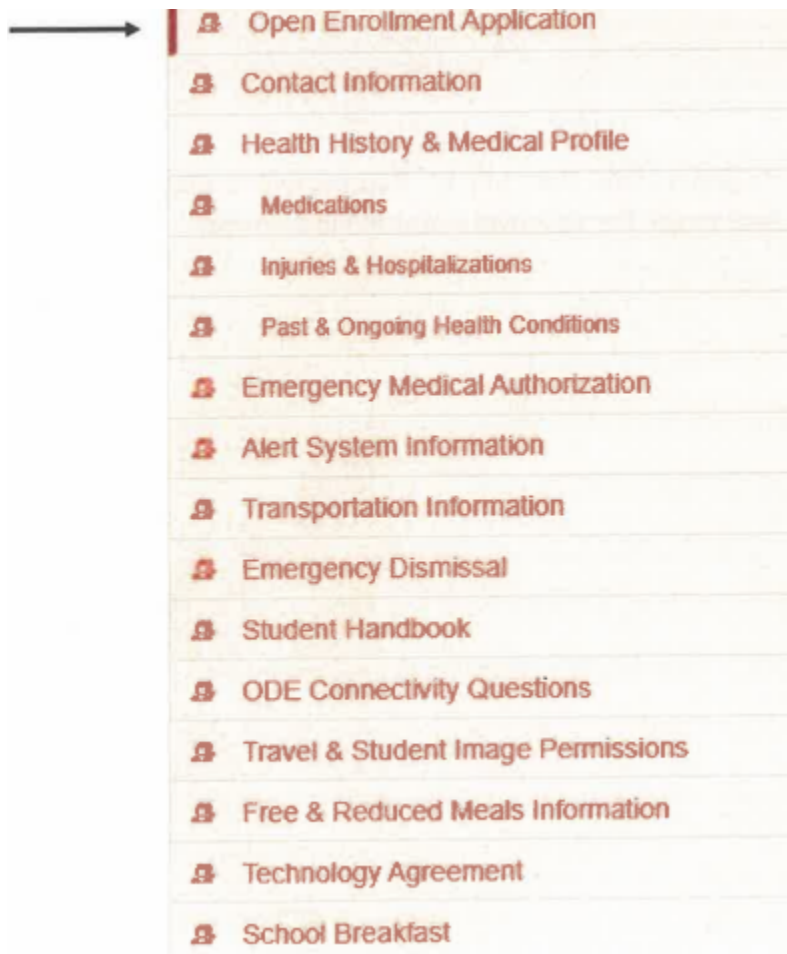 Open Enrollment Application
Contact Information
Health History & Medical Profile
Medications
Injuries & Hospitalizations
Past & Ongoing Health Conditions
Emergency Medical Authorization
Alert System Information
Transportation Information
Emergency Dismissal
Student Handbook
ODE Connectivity Questions
Travel & Student Image Permissions
Free & Reduced Meals Information
Technology Agreement
School Breakfast